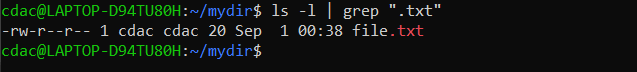 cdac@LAPTOP-D94TU80H:~/mydir$ ls -l | grep ".txt"
-rw-r--r-- 1 cdac cdac 20 Sep  1 00:38 file.txt
cdac@LAPTOP-D94TU80H:~/mydir$